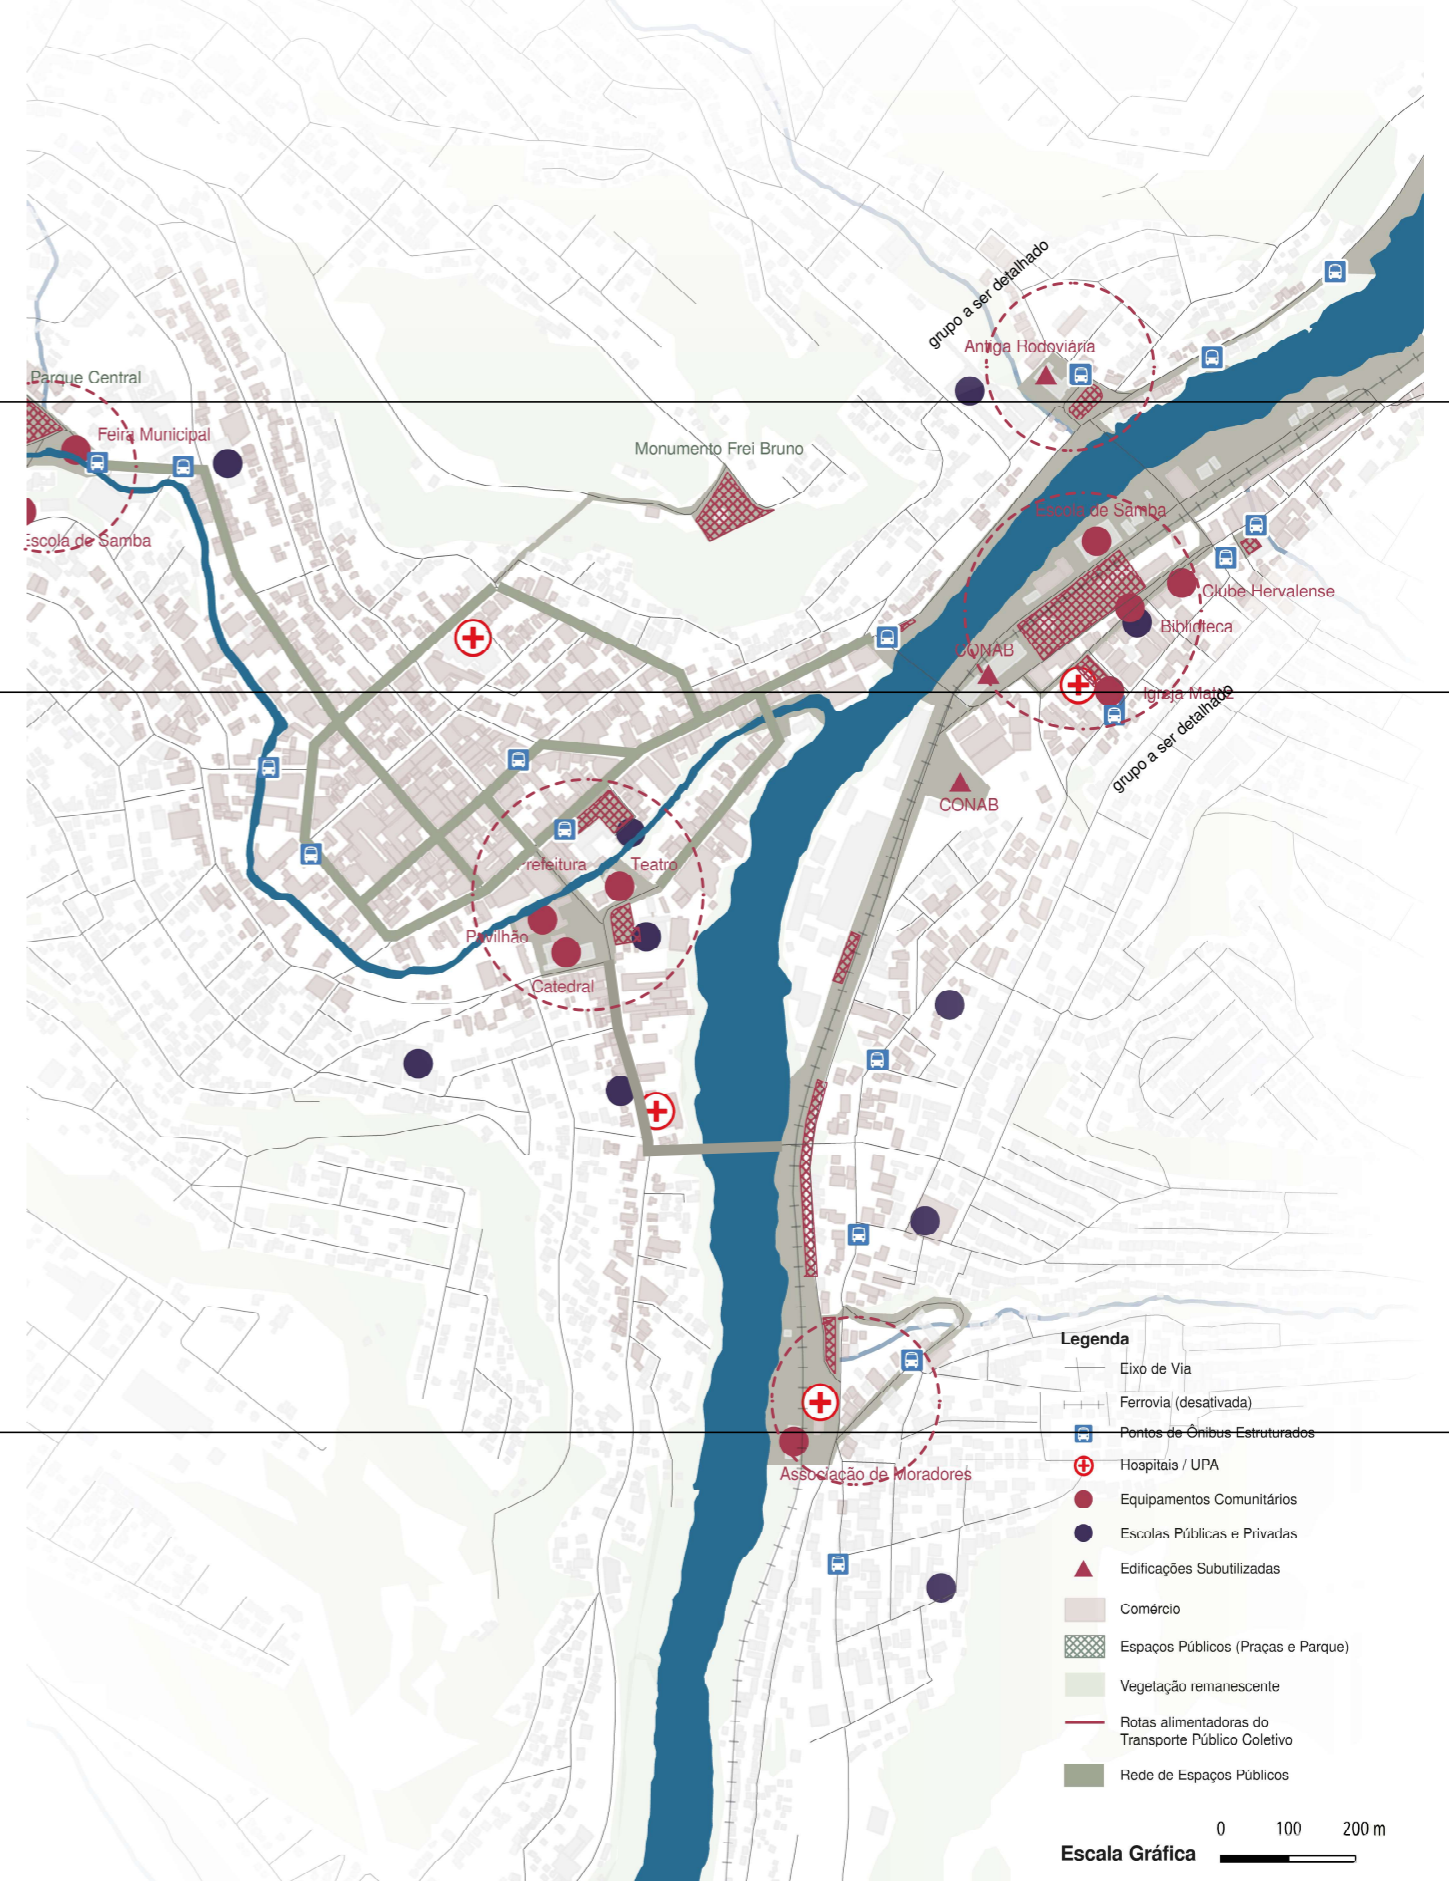 grupo a ser detalhado
Antiga Rodoviária
Parque Central
Feira Municipal
Monumento Frei Bruno
Escola de Samba
Escola de Samba
Clube Hervalense
Biblioteca
CONAB
Igreja Matriz
grupo a ser detalhado
CONAB
Prefeitura
Teatro
Pavilhão
Catedral
Associação de Moradores
Legenda
Eixo de Via
Ferrovia (desativada)
Pontos de Ônibus Estruturados
Hospitais / UPA
Equipamentos Comunitários
Escolas Públicas e Privadas
Edificações Subutilizadas
Comércio
Espaços Públicos (Praças e Parque)
Vegetação remanescente
Rotas alimentadoras do
Transporte Público Coletivo
Rede de Espaços Públicos
0 100 200 m
Escala Gráfica